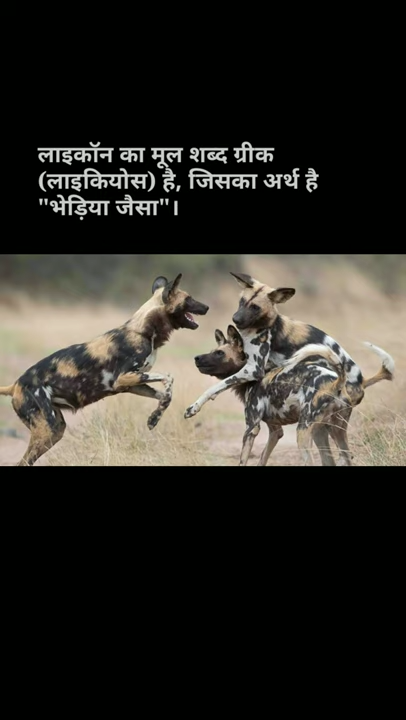 लाइकॉन का मूल शब्द ग्रीक
(लाइकियोस) है, जिसका अर्थ है
"भेड़िया जैसा"।